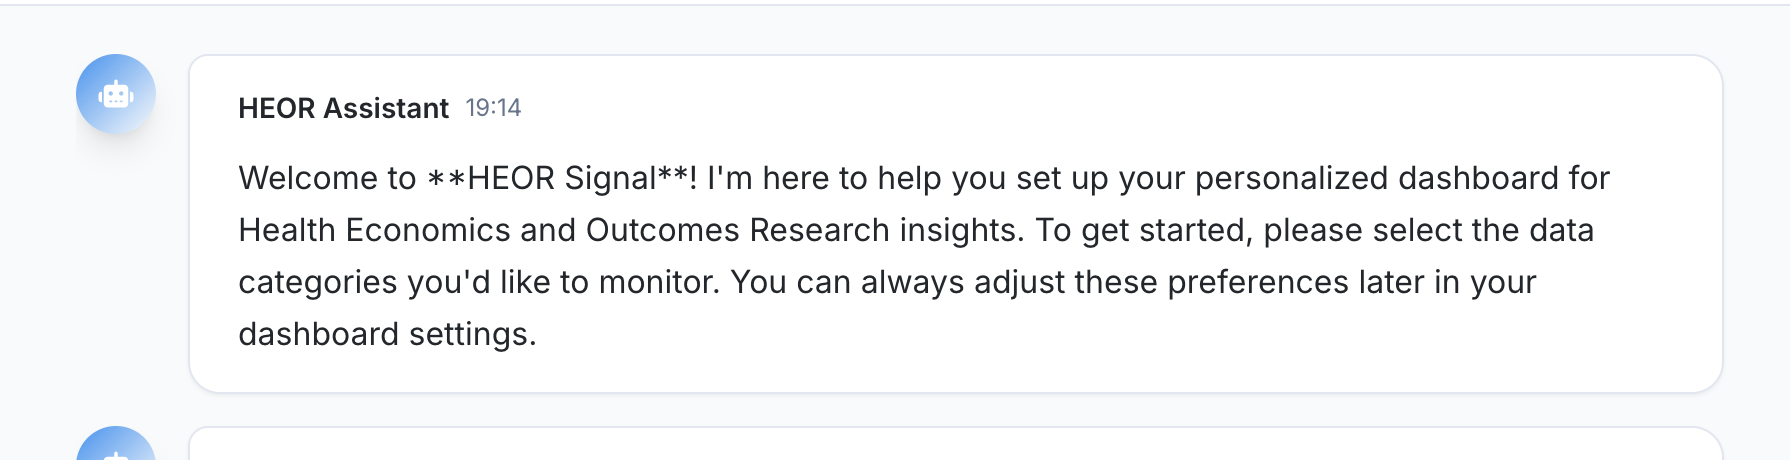 HEOR Assistant 19:14
Welcome to **HEOR Signal**! I'm here to help you set up your personalized dashboard for
Health Economics and Outcomes Research insights. To get started, please select the data
categories you'd like to monitor. You can always adjust these preferences later in your
dashboard settings.